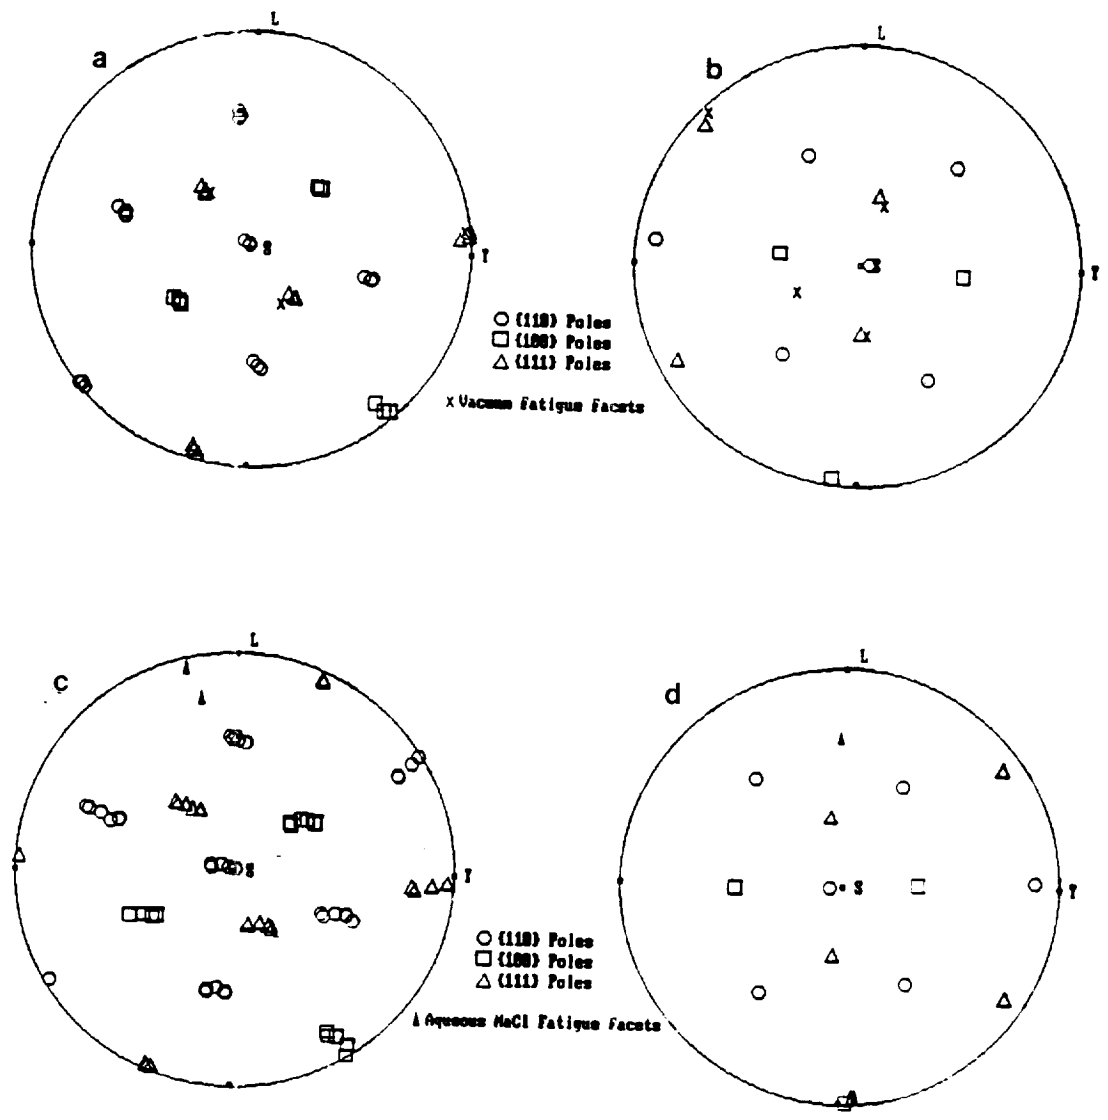 L
a
S
T
L
b
S
T
{110} Poles
{100} Poles
{111} Poles
x Vacuum Fatigue Facets
L
c
S
T
L
d
S
T
{110} Poles
{100} Poles
{111} Poles
Aqueous NaCl Fatigue Facets